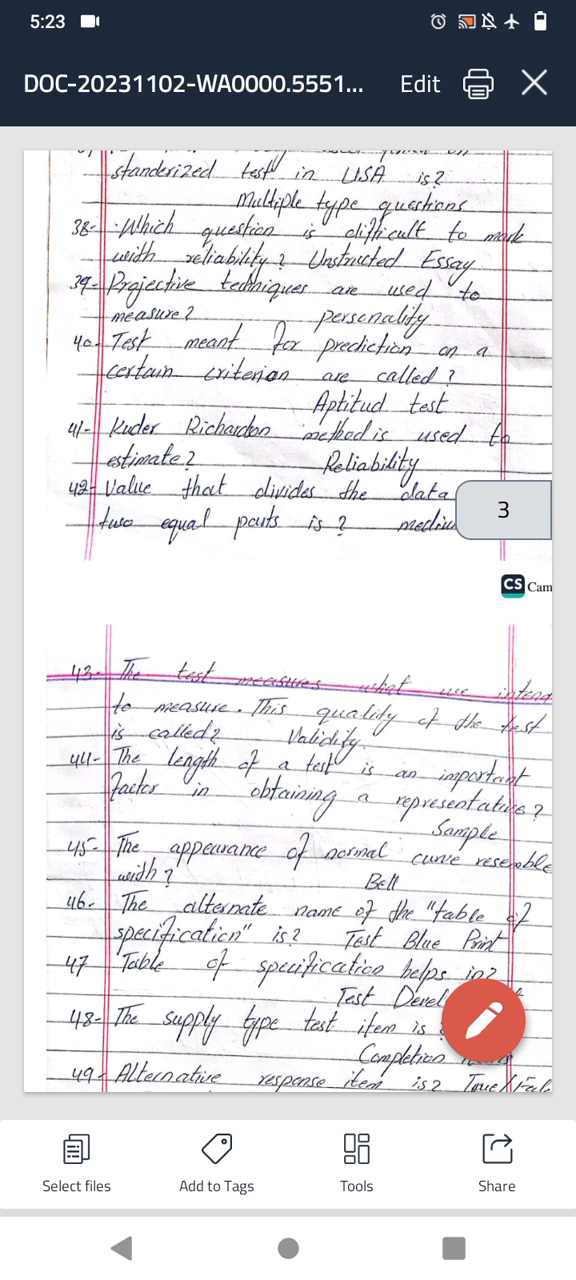 5:23
DOC-20231102-WA0000.5551... Edit
standerized test in USA is?
Multiple type questions
38- Which question is difficult to mark
with reliability? Unstructed Essay
39- Projective techniques are used to
measure? personality
40- Test meant for prediction on a
certain criterion are called?
Aptitud test
41- Kuder Richardon method is used to
estimate? Reliability
42- Value that divides the data
two equal parts is?
3
CS Cam
43- The test measures what we intend
to measure. This quality of the test
is called? Validity.
44- The length of a test is an important
factor in obtaining a representative?
Sample
45- The appearance of normal curve resemble
with? Bell
46. The alternate name of the "table of
specification" is? Test Blue Print
47 Table of specification helps in?
Test Devel
48- The supply type test item is ?
Completion
49- Alternative response item is? True/Fal
Select files Add to Tags Tools Share